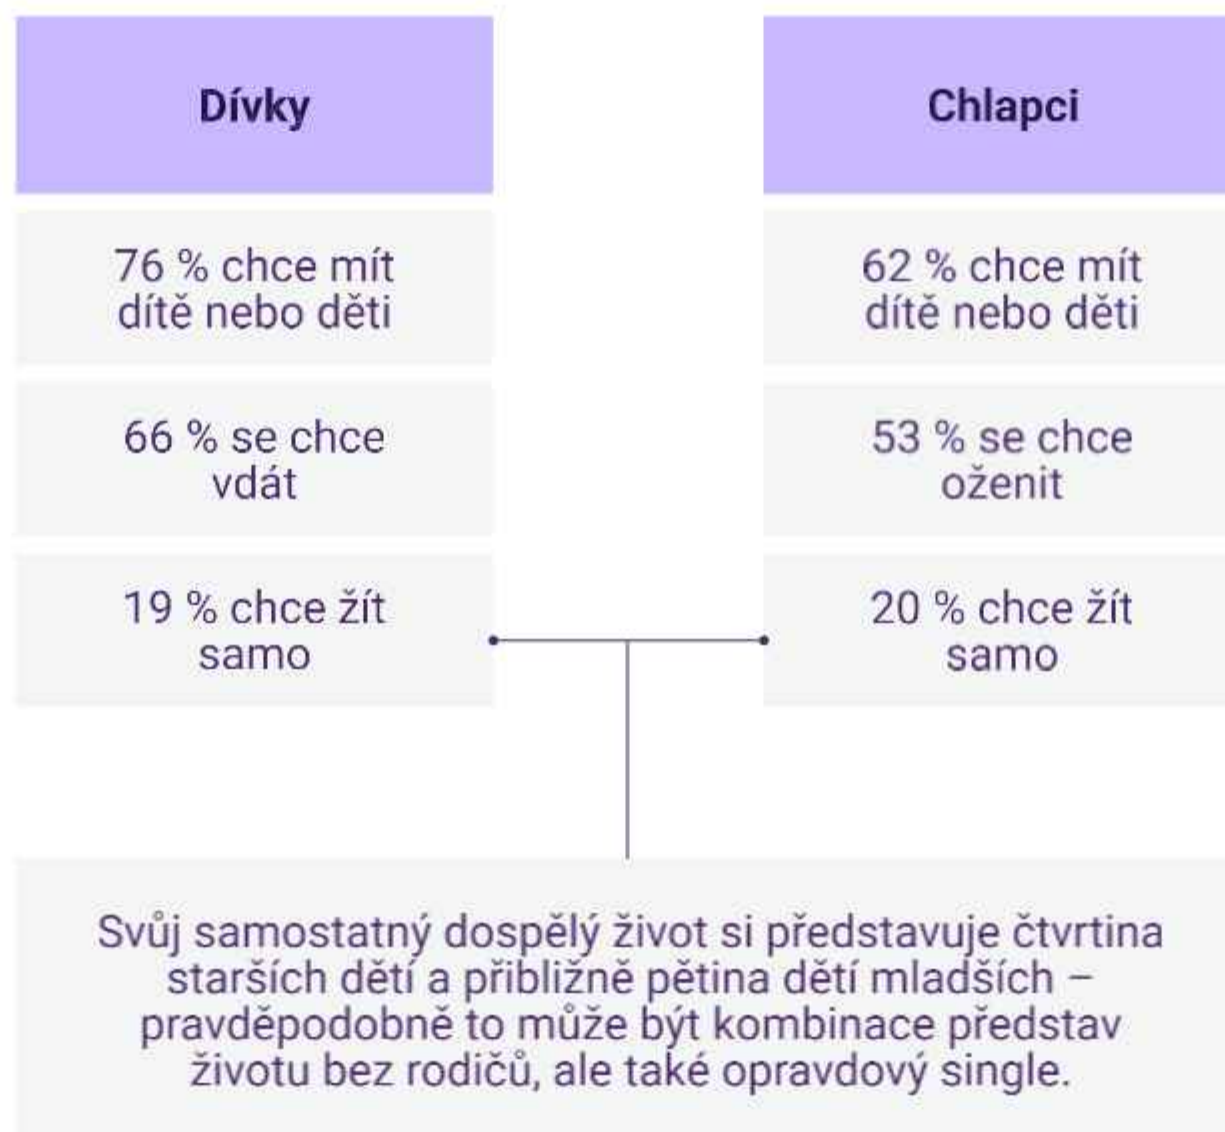 Dívky
76 % chce mít
dítě nebo děti
66 % se chce
vdát
19 % chce žít
samo
Chlapci
62 % chce mít
dítě nebo děti
53 % se chce
oženit
20 % chce žít
samo
Svůj samostatný dospělý život si představuje čtvrtina
starších dětí a přibližně pětina dětí mladších –
pravděpodobně to může být kombinace představ
životu bez rodičů, ale také opravdový single.